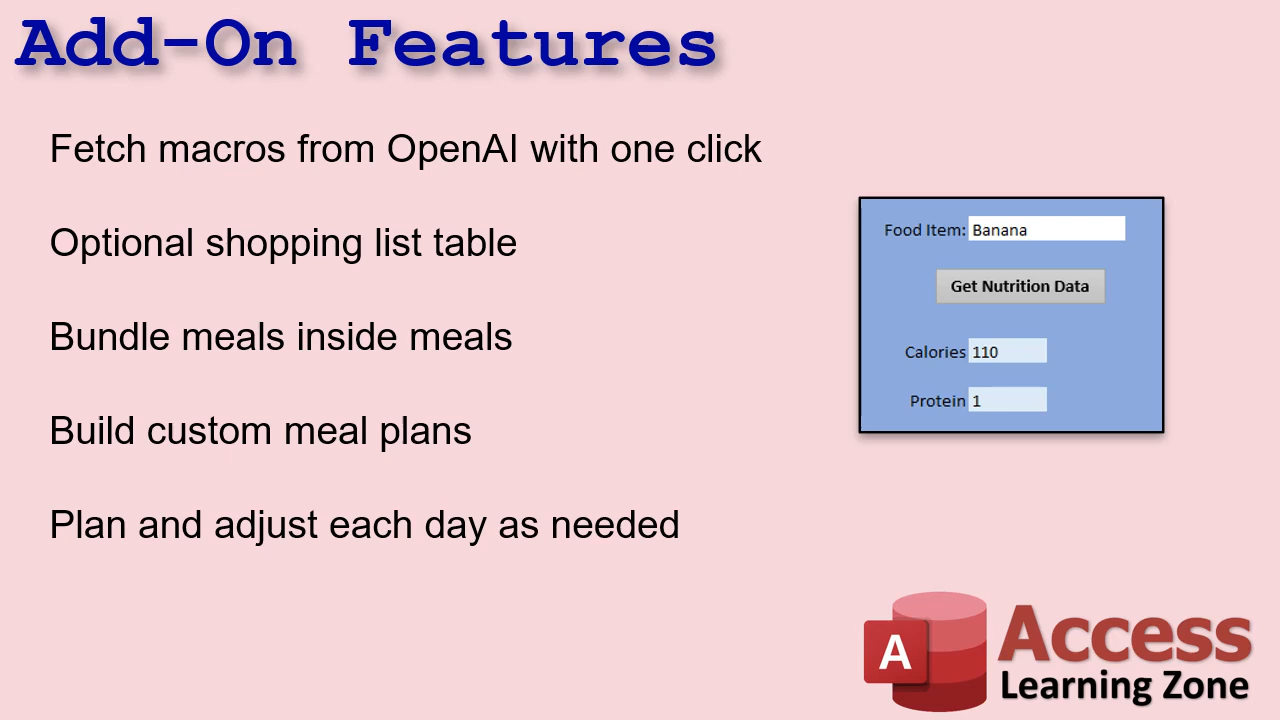 Add-On Features
Fetch macros from OpenAI with one click
Optional shopping list table
Bundle meals inside meals
Build custom meal plans
Plan and adjust each day as needed
Food Item: Banana
Get Nutrition Data
Calories 110
Protein 1
A
Access
Learning Zone